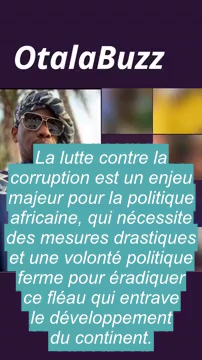 OtalaBuzz
La lutte contre la
corruption est un enjeu
majeur pour la politique
africaine, qui nécessite
des mesures drastiques
et une volonté politique
ferme pour éradiquer
ce fléau qui entrave
le développement
du continent.